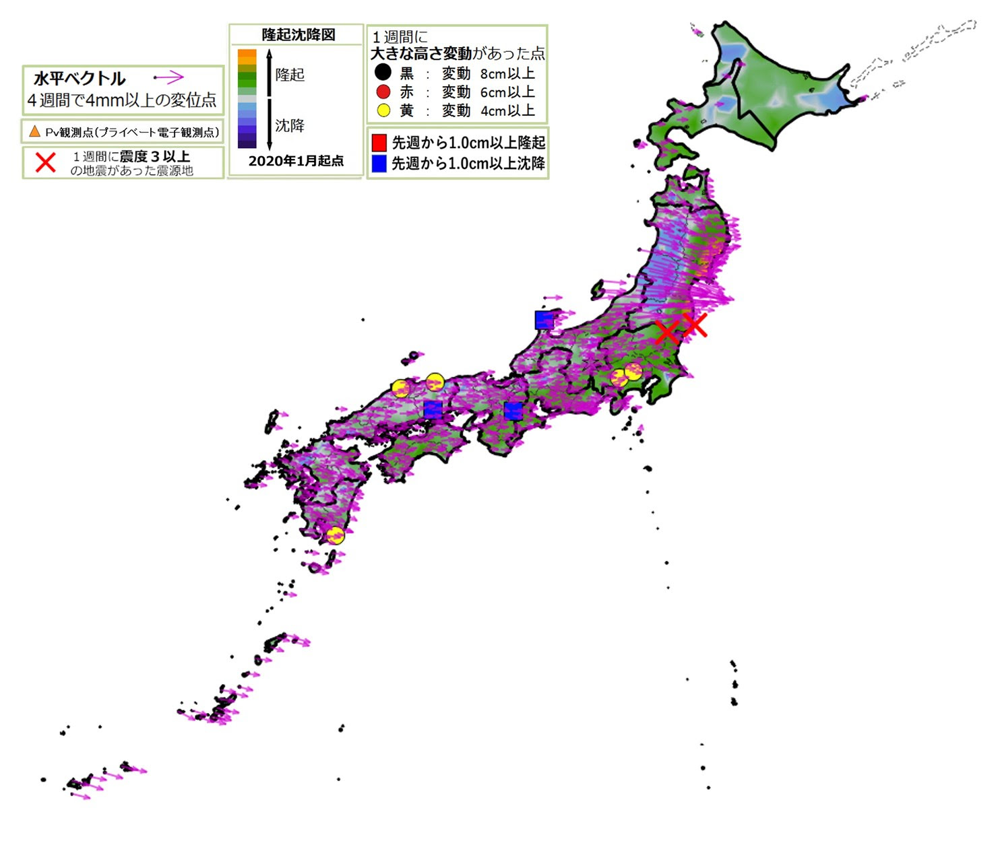 水平ベクトル
４週間で4mm以上の変位点
Pv観測点(プライベート電子観測点)
１週間に震度３以上
の地震があった震源地
隆起沈降図
隆起
沈降
2020年1月起点
１週間に
大きな高さ変動があった点
黒 ： 変動 8cm以上
赤 ： 変動 6cm以上
黄 ： 変動 4cm以上
先週から1.0cm以上隆起
先週から1.0cm以上沈降